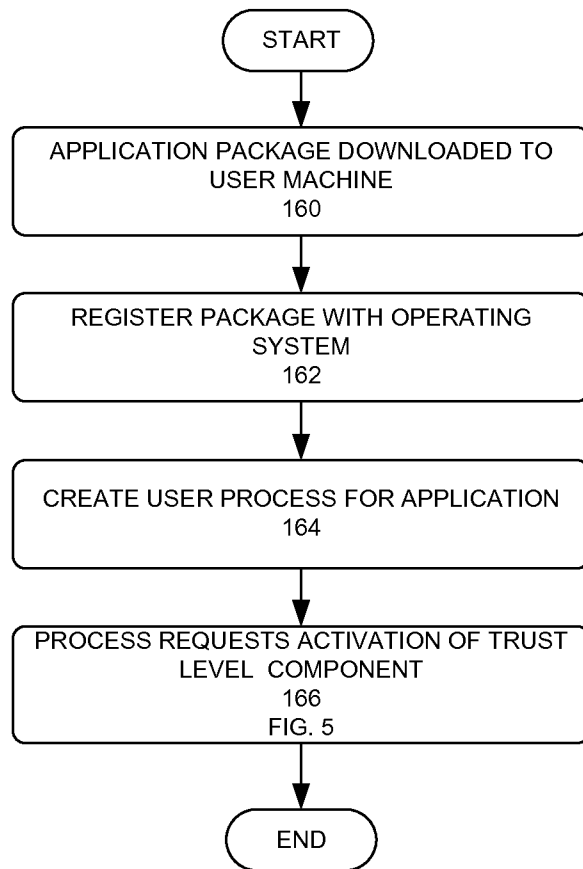 START
APPLICATION PACKAGE DOWNLOADED TO
USER MACHINE
160
REGISTER PACKAGE WITH OPERATING
SYSTEM
162
CREATE USER PROCESS FOR APPLICATION
164
PROCESS REQUESTS ACTIVATION OF TRUST
LEVEL COMPONENT
166
FIG. 5
END